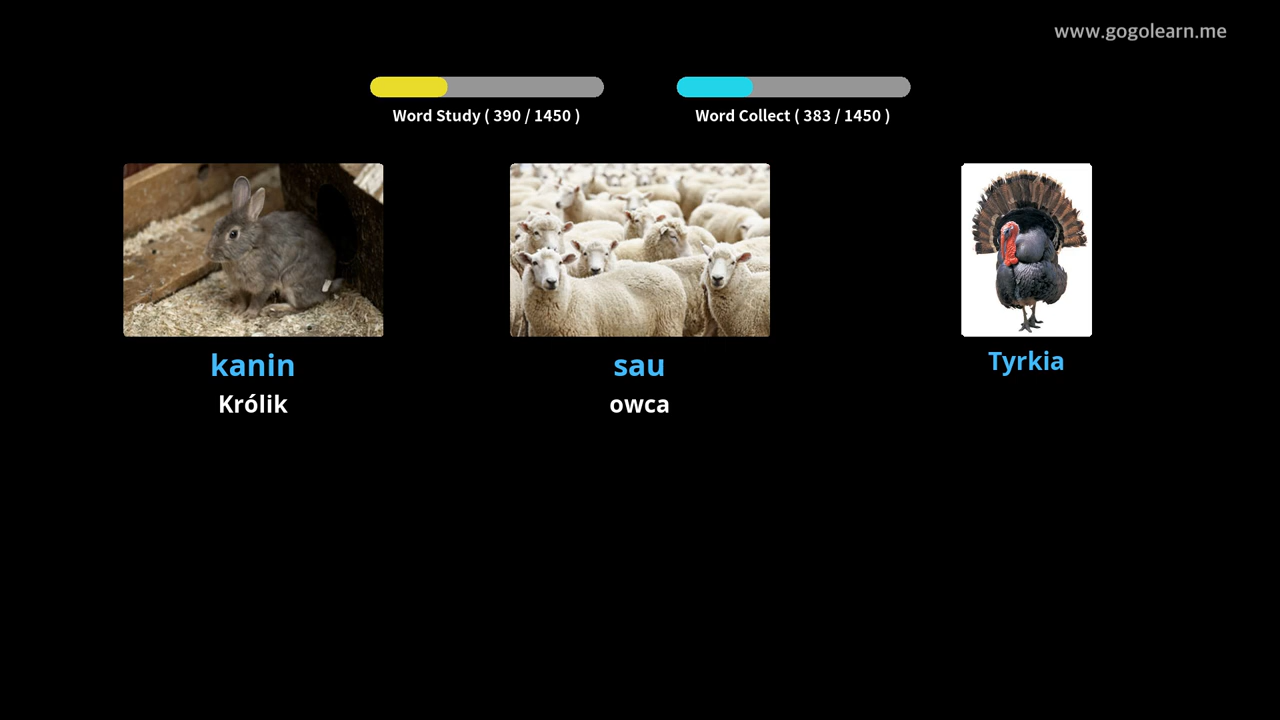 www.gogolearn.me
Word Study ( 390 / 1450 )
Word Collect ( 383 / 1450 )
kanin
Królik
sau
owca
Tyrkia